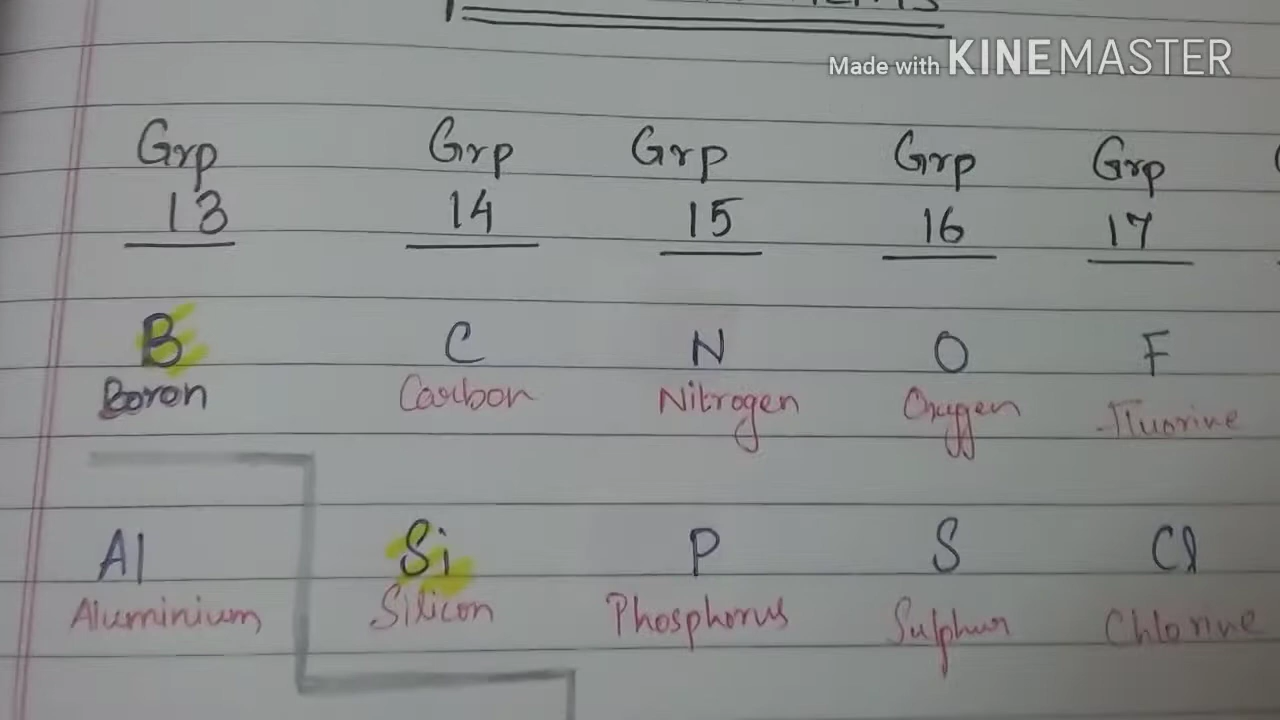 Made with KINEMASTER
Grp Grp Grp Grp Grp
13 14 15 16 17
B C N O F
Boron Carbon Nitrogen Oxygen Fluorine
Al Si P S Cl
Aluminium Silicon Phosphorus Sulphur Chlorine